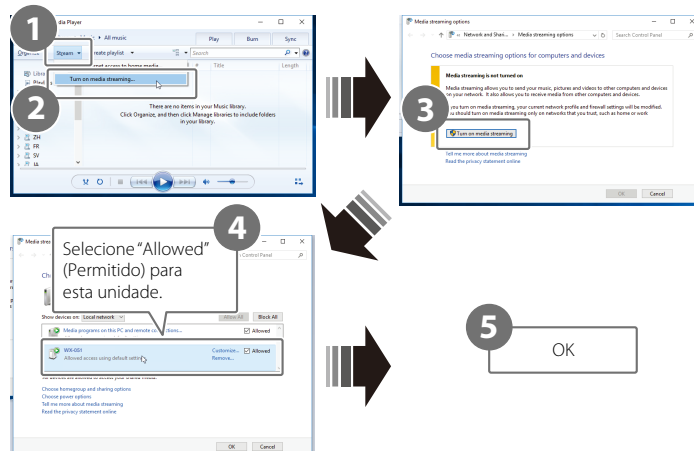 1
dia Player
All music
Play
Burn
Sync
Stream
reate playlist
Search
Title
Length
Turn on media streaming...
2
There are no items in your Music library.
Click Organize, and then click Manage libraries to include folders
in your library.
ZH
FR
SV
Media streaming options
Network and Shari...
Media streaming options
Search Control Panel
Choose media streaming options for computers and devices
Media streaming is not turned on
Media streaming allows you to send your music, pictures and videos to other computers and devices
on your network. It also allows you to receive media from other computers and devices.
3
you turn on media streaming, your current network profile and firewall settings will be modified.
ou should turn on media streaming only on networks that you trust, such as home or work
Turn on media streaming
Tell me more about media streaming
Read the privacy statement online
OK
Cancel
4
Selecione “Allowed”
(Permitido) para
esta unidade.
Media strea
Control Panel
Show devices on:
Local network
Allow All
Block All
Media programs on this PC and remote co
tions...
Allowed
WX-051
Allowed access using default settin
Customize...
Remove...
Allowed
Choose homegroup and sharing options
Choose power options
Tell me more about media streaming
Read the privacy statement online
OK
Cancel
5
OK